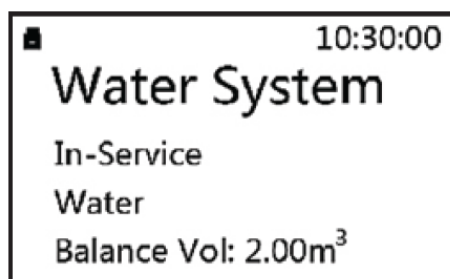 10:30:00
Water System
In-Service
Water
Balance Vol: 2.00m³